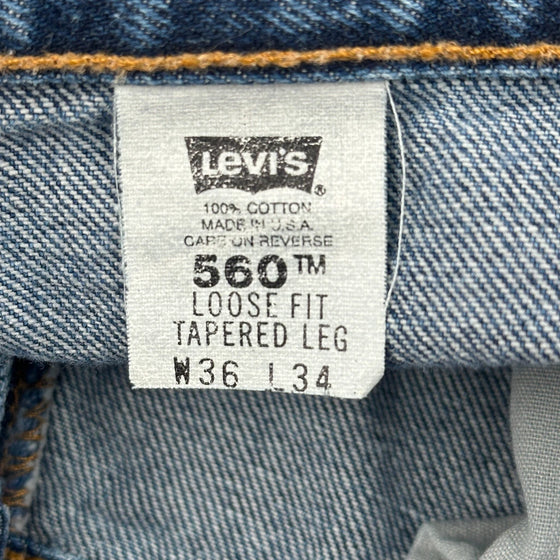 Levi's ®
100% COTTON
MADE IN U.S.A.
CARE ON REVERSE
560™
LOOSE FIT
TAPERED LEG
W36 L34